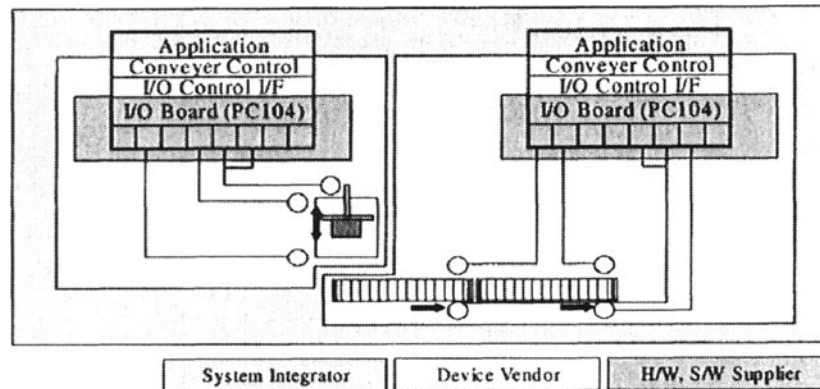 Application
Conveyer Control
I/O Control I/F
I/O Board (PC104)
Application
Conveyer Control
I/O Control I/F
I/O Board (PC104)
System Integrator
Device Vendor
H/W, S/W Supplier